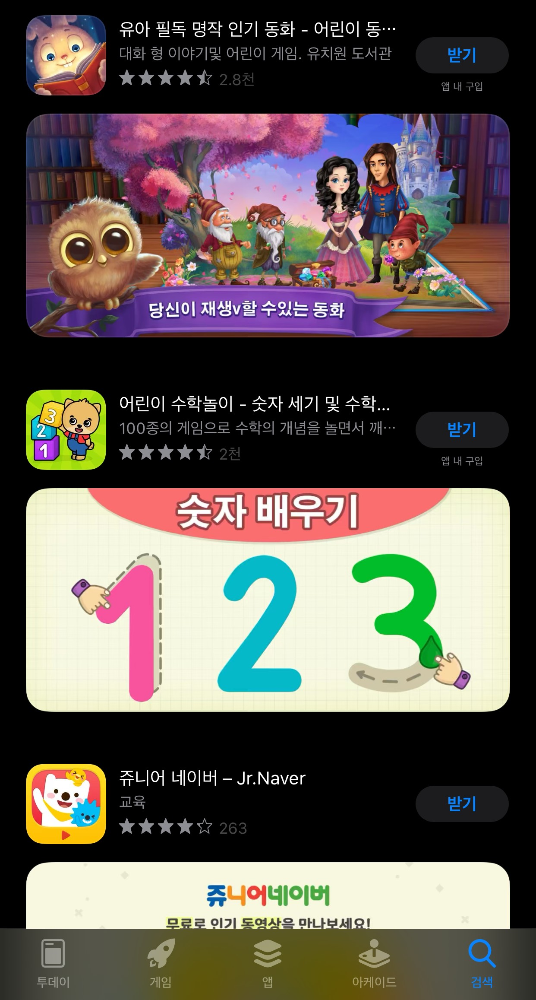 유아 필독 명작 인기 동화 - 어린이 동…
대화 형 이야기및 어린이 게임. 유치원 도서관
2.8천
받기
앱 내 구입
당신이 재생v할 수있는 동화
3
2
1
어린이 수학놀이 - 숫자 세기 및 수학...
100종의 게임으로 수학의 개념을 놀면서 깨…
2천
받기
앱 내 구입
숫자 배우기
1 2 3
쥬니어 네이버 – Jr.Naver
교육
263
받기
쥬니어네이버
무료로 인기 동영상을 만나보세요!
투데이
게임
앱
아케이드
검색